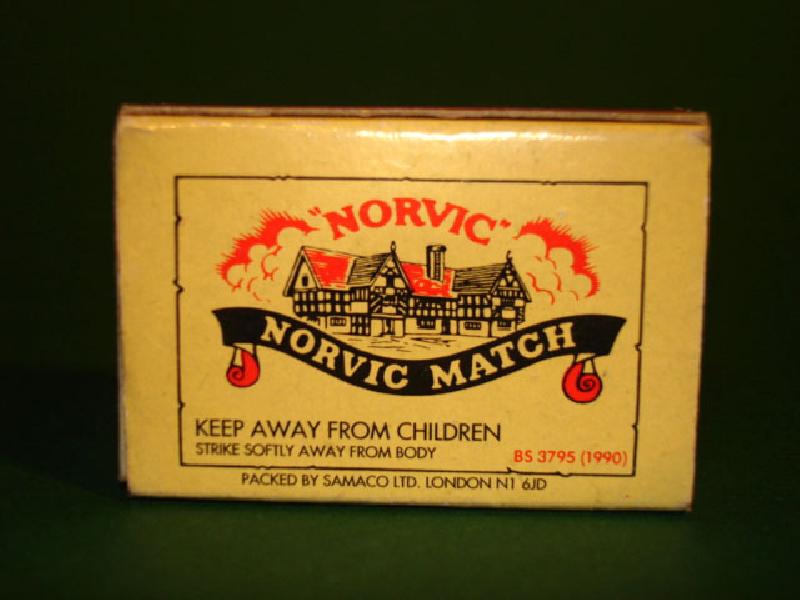 "NORVIC"
NORVIC MATCH
KEEP AWAY FROM CHILDREN
STRIKE SOFTLY AWAY FROM BODY
BS 3795 (1990)
PACKED BY SAMACO LTD. LONDON N1 6JD